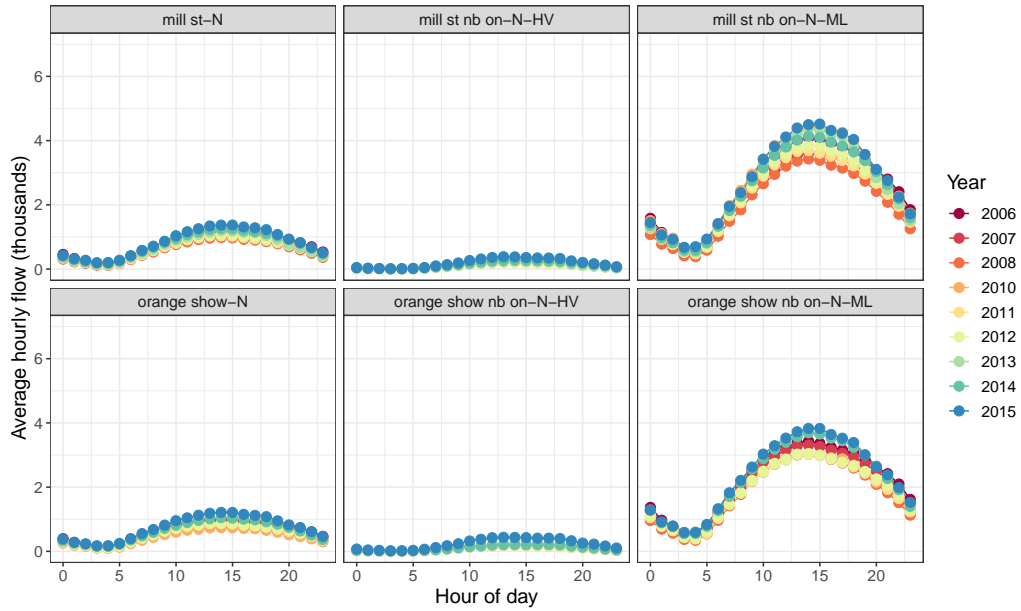 mill st−N
mill st nb on−N−HV
mill st nb on−N−ML
6
4
2
0
orange show−N
orange show nb on−N−HV
orange show nb on−N−ML
6
4
2
0
0 5 10 15 20
0 5 10 15 20
0 5 10 15 20
Hour of day
Average hourly flow (thousands)
Year
2006
2007
2008
2010
2011
2012
2013
2014
2015